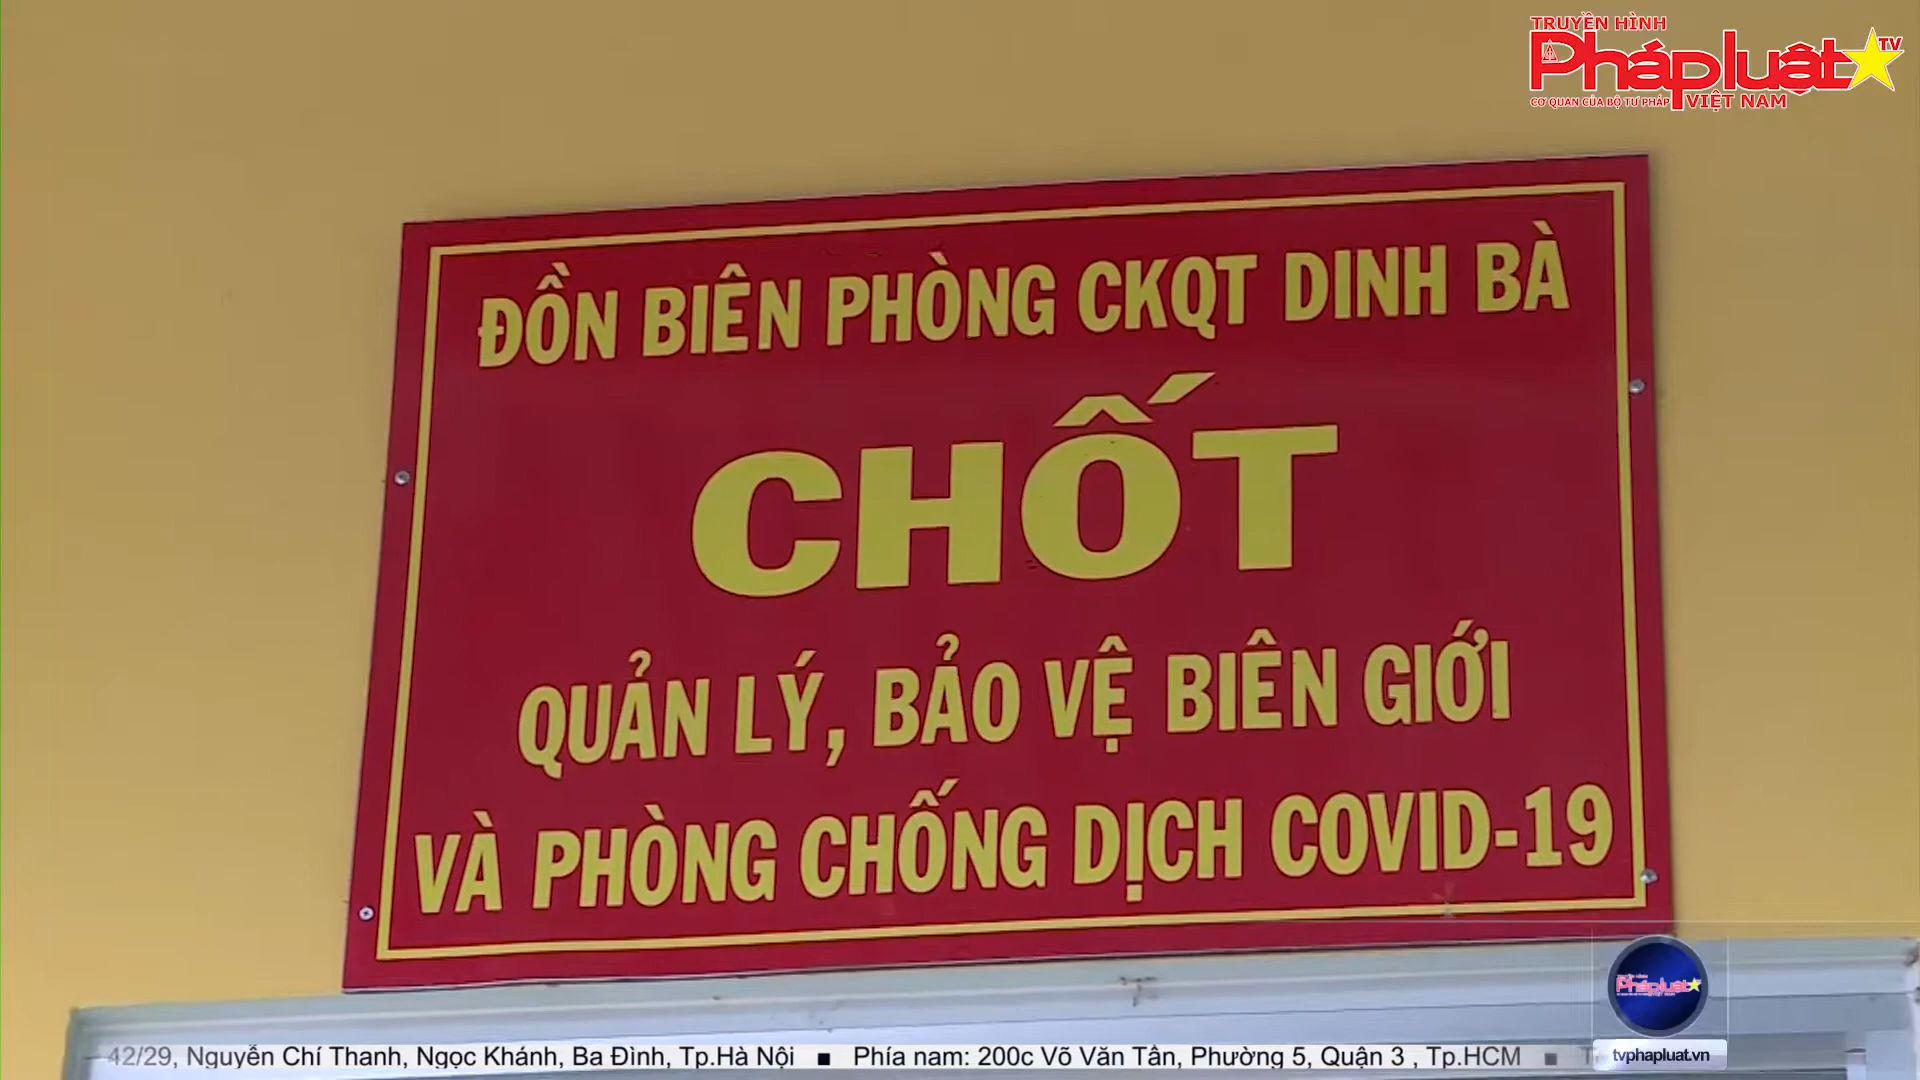 TRUYỀN HÌNH
Phápluật TV
CƠ QUAN CỦA BỘ TƯ PHÁP VIỆT NAM
ĐỒN BIÊN PHÒNG CKQT DINH BÀ
CHỐT
QUẢN LÝ, BẢO VỆ BIÊN GIỚI
VÀ PHÒNG CHỐNG DỊCH COVID-19
Phápluật
42/29, Nguyễn Chí Thanh, Ngọc Khánh, Ba Đình, Tp.Hà Nội ■ Phía nam: 200c Võ Văn Tần, Phường 5, Quận 3 , Tp.HCM ■
tvphapluat.vn